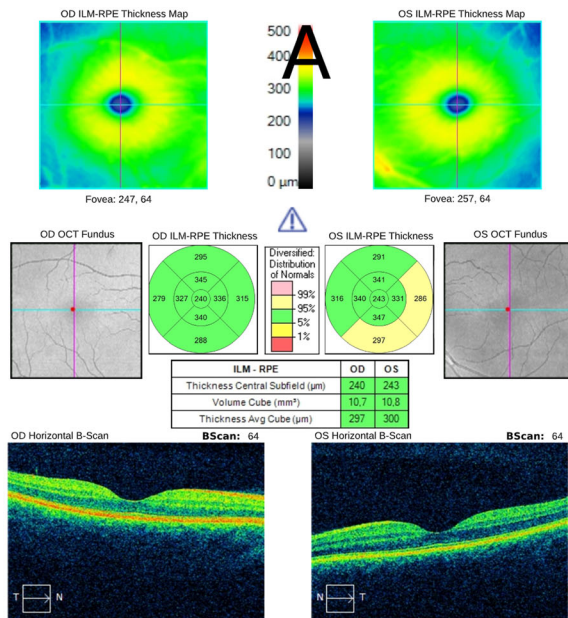 OD ILM-RPE Thickness Map
OS ILM-RPE Thickness Map
A
500
400
300
200
100
0 µm
Fovea: 247, 64
Fovea: 257, 64
OD OCT Fundus
OD ILM-RPE Thickness
OS ILM-RPE Thickness
OS OCT Fundus
295
345
279 327 240 336 315
340
288
Diversified:
Distribution
of Normals
99%
95%
5%
1%
291
341
316 340 243 331 286
347
297
ILM - RPE OD OS
Thickness Central Subfield (µm) 240 243
Volume Cube (mm³) 10,7 10,8
Thickness Avg Cube (µm) 297 300
OD Horizontal B-Scan BScan: 64
OS Horizontal B-Scan BScan: 64
T N
T N